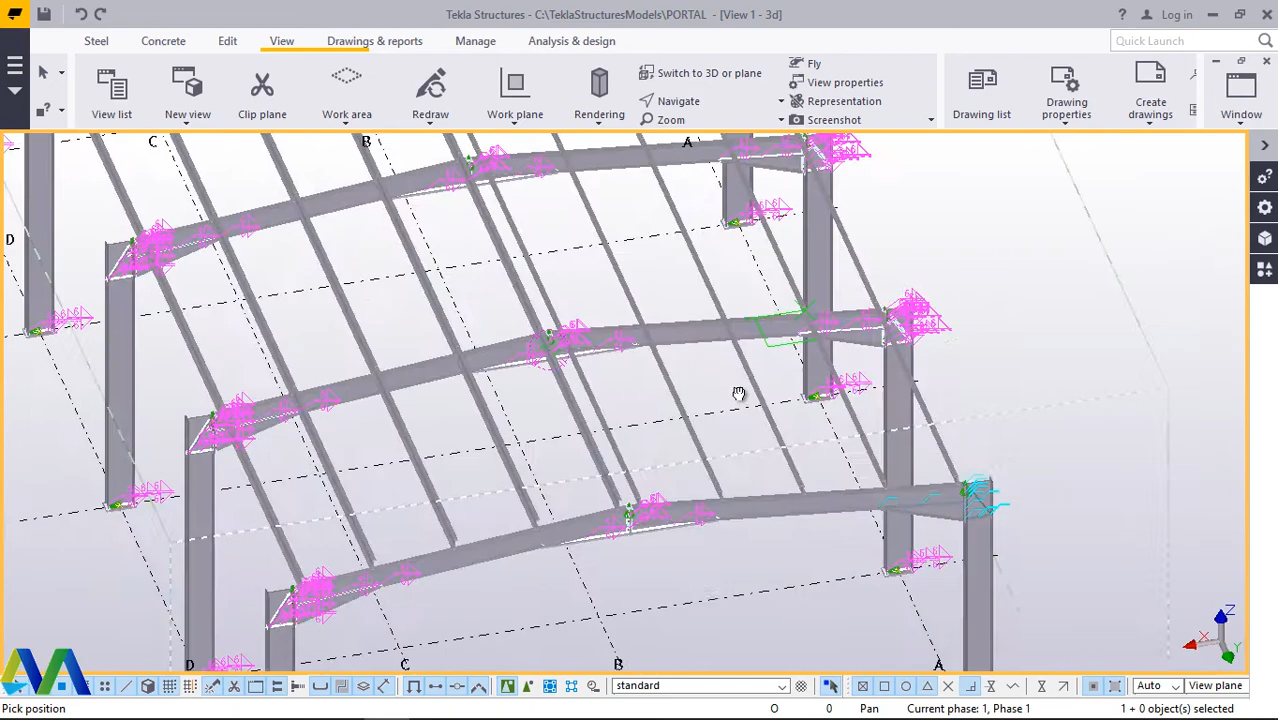 Tekla Structures - C:\TeklaStructuresModels\PORTAL - [View 1 - 3d]
Log in
Steel Concrete Edit View Drawings & reports Manage Analysis & design
Quick Launch
View list
New view
Clip plane
Work area
Redraw
Work plane
Rendering
Switch to 3D or plane
Navigate
Zoom
Fly
View properties
Representation
Screenshot
Drawing list
Drawing properties
Create drawings
Window
C B A
D
D C B A
Z
X
Y
standard
Auto
View plane
Pick position
O 0 Pan Current phase: 1, Phase 1 1 + 0 object(s) selected